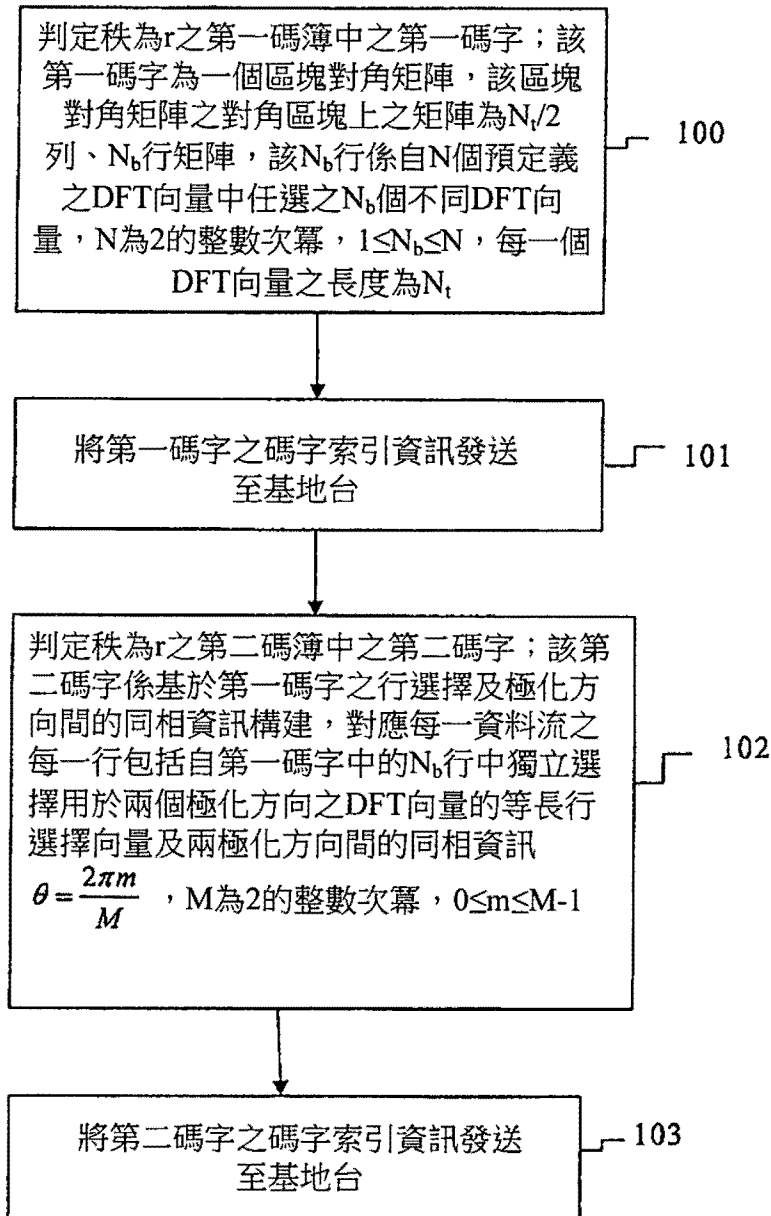 判定秩為r之第一碼簿中之第一碼字；該
第一碼字為一個區塊對角矩陣，該區塊
對角矩陣之對角區塊上之矩陣為Nt/2
列、Nb行矩陣，該Nb行係自N個預定義
之DFT向量中任選之Nb個不同DFT向
量，N為2的整數次冪，1≤Nb≤N，每一個
DFT向量之長度為Nt
100
將第一碼字之碼字索引資訊發送
至基地台
101
判定秩為r之第二碼簿中之第二碼字；該第
二碼字係基於第一碼字之行選擇及極化方
向間的同相資訊構建，對應每一資料流之
每一行包括自第一碼字中的Nb行中獨立選
擇用於兩個極化方向之DFT向量的等長行
選擇向量及兩極化方向間的同相資訊
θ=2πm/M ，M為2的整數次冪，0≤m≤M-1
102
將第二碼字之碼字索引資訊發送
至基地台
103